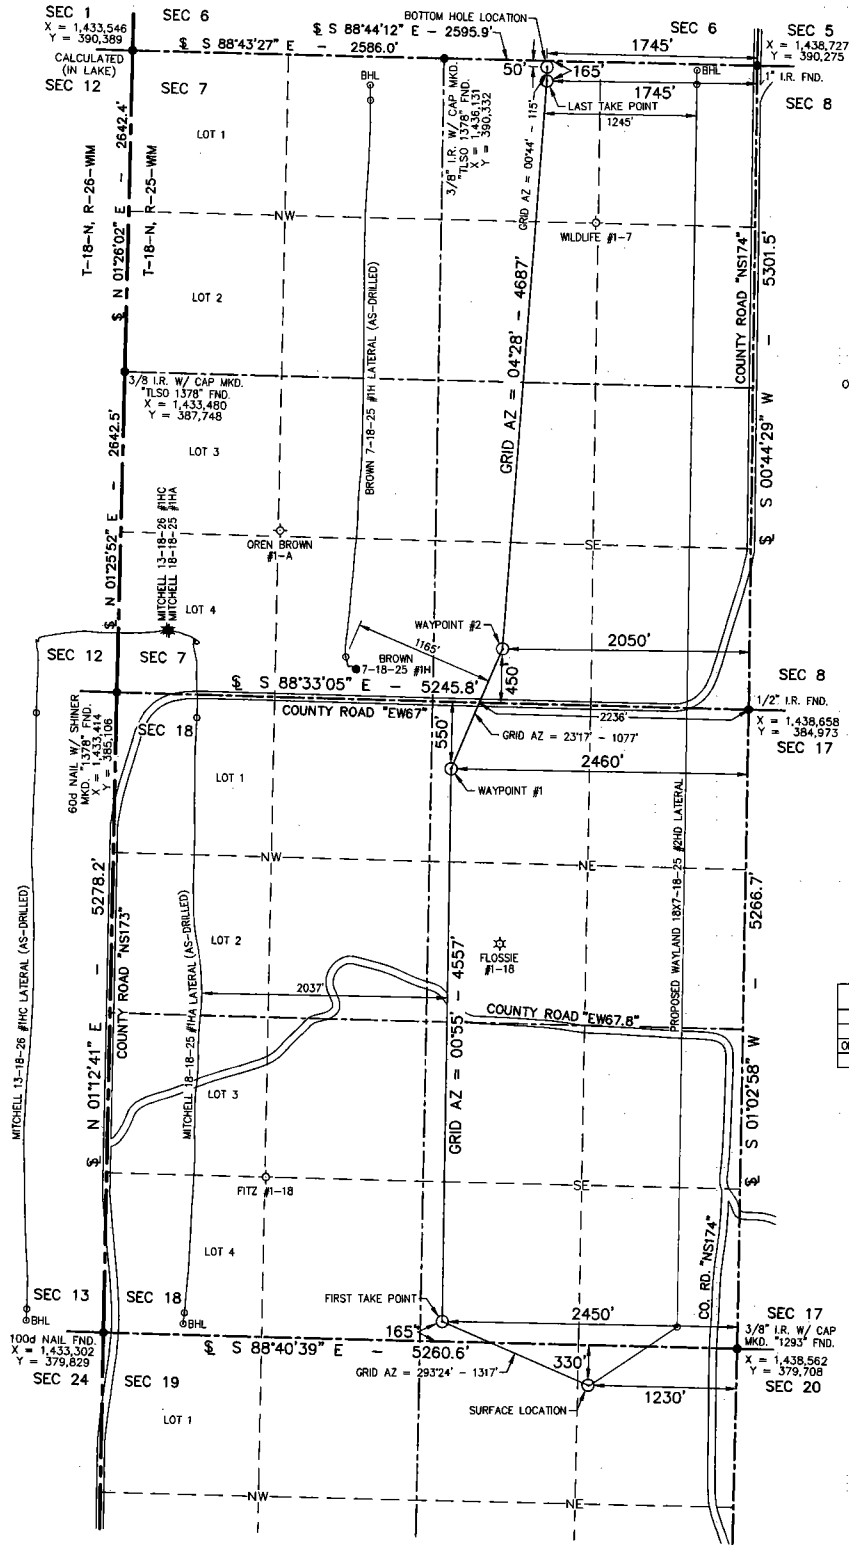 SEC 1
SEC 6
X = 1,433,546
Y = 390,389
CALCULATED
(IN LAKE)
SEC 12
SEC 7
S 88°43'27" E - 2586.0'
S 88°44'12" E - 2595.9'
BOTTOM HOLE LOCATION
1745'
SEC 6
SEC 5
X = 1,438,727
Y = 390,275
1" I.R. FND.
SEC 8
50'
165'
1745'
BHL
BHL
LAST TAKE POINT
1245'
3/8" I.R. W/ CAP MKD.
"TLSO 1378" FND.
X = 1,436,131
Y = 390,332
GRID AZ = 00°44' - 115'
LOT 1
N 01°26'02" E - 2642.4'
T-18-N, R-26-WIM
T-18-N, R-25-WIM
NW
WILDLIFE #1-7
LOT 2
BROWN 7-18-25 #1H LATERAL (AS-DRILLED)
GRID AZ = 04°28' - 4687'
COUNTY ROAD "NS174"
S 00°44'29" W - 5301.5'
3/8 I.R. W/ CAP MKD.
"TLSO 1378" FND.
X = 1,433,480
Y = 387,748
LOT 3
N 01°25'52" E - 2642.5'
MITCHELL 13-18-26 #1HC
MITCHELL 18-18-25 #1HA
OREN BROWN
#1-A
SE
LOT 4
WAYPOINT #2
1165'
2050'
SEC 12
SEC 7
BROWN
7-18-25 #1H
450'
SEC 8
S 88°33'05" E - 5245.8'
1/2" I.R. FND.
X = 1,438,658
Y = 384,973
SEC 17
COUNTY ROAD "EW67"
2236'
60d NAIL W/ SHINER
MKD. "1378" FND.
X = 1,433,414
Y = 385,106
SEC 18
550'
GRID AZ = 23°17' - 1077'
2460'
WAYPOINT #1
LOT 1
NW
NE
PROPOSED WAYLAND 18X7-18-25 #2HD LATERAL
N 01°12'41" E - 5278.2'
COUNTY ROAD "NS173"
MITCHELL 13-18-26 #1HC LATERAL (AS-DRILLED)
MITCHELL 18-18-25 #1HA LATERAL (AS-DRILLED)
LOT 2
FLOSSIE
#1-18
2037'
GRID AZ = 00°55' - 4557'
COUNTY ROAD "EW67.8"
S 01°02'58" W - 5266.7'
LOT 3
FITZ #1-18
SE
LOT 4
CO. RD. "NS174"
FIRST TAKE POINT
SEC 13
SEC 18
BHL
BHL
2450'
SEC 17
3/8" I.R. W/ CAP
MKD. "1293" FND.
X = 1,438,562
Y = 379,708
SEC 20
100d NAIL FND.
X = 1,433,302
Y = 379,829
SEC 24
SEC 19
165'
S 88°40'39" E - 5260.6'
GRID AZ = 293°24' - 1317'
330'
1230'
SURFACE LOCATION
LOT 1
NW
NE